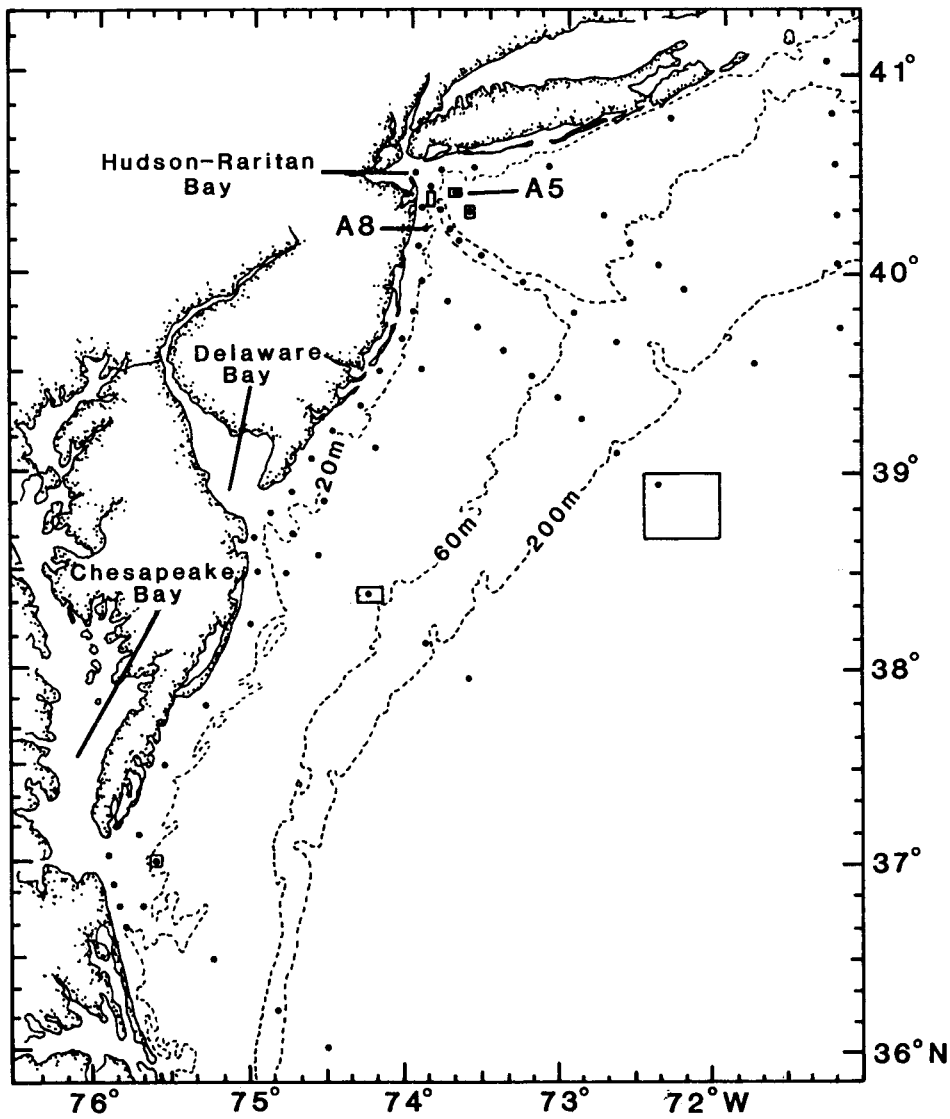 41°
Hudson-Raritan
Bay
A5
A8
40°
Delaware
Bay
20m
39°
60m
200m
Chesapeake
Bay
38°
37°
36°N
76°
75°
74°
73°
72°W